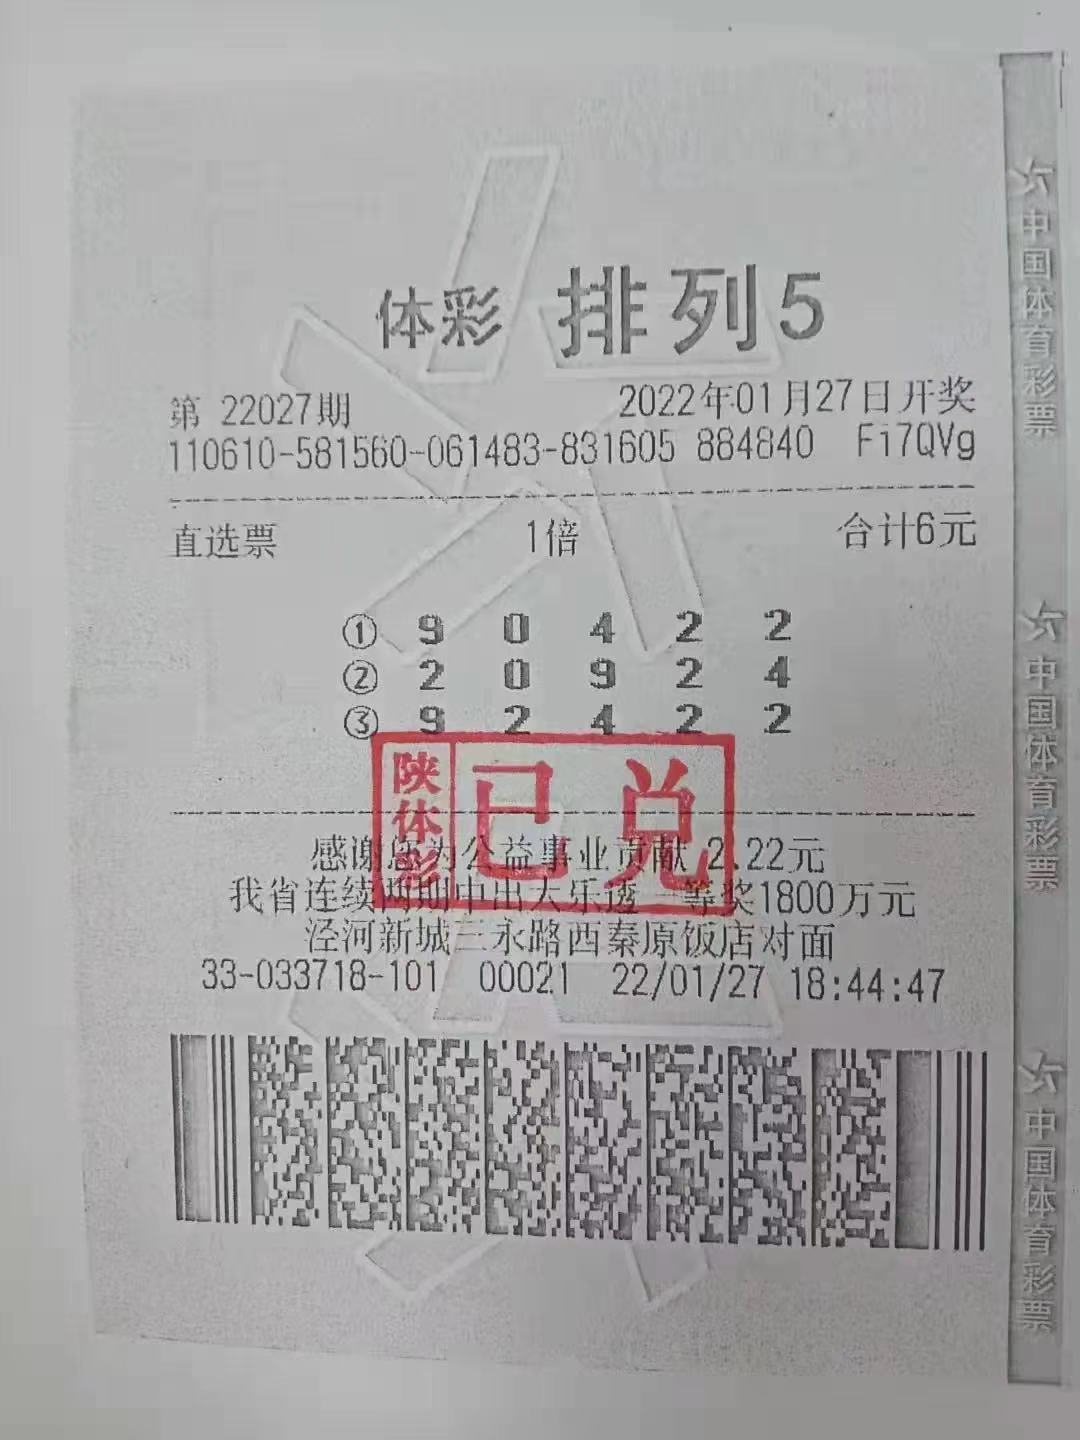 体彩 排列5
第 22027期 2022年01月27日开奖
110610-581560-061483-831605 884840 Fi7QVg
直选票 1倍 合计6元
① 9 0 4 2 2
② 2 0 9 2 4
③ 9 2 4 2 2
陕体彩 已兑
感谢您为公益事业贡献 2.22元
我省连续两期中出大乐透一等奖1800万元
泾河新城三永路西秦原饭店对面
33-033718-101 00021 22/01/27 18:44:47
中国体育彩票
中国体育彩票
中国体育彩票